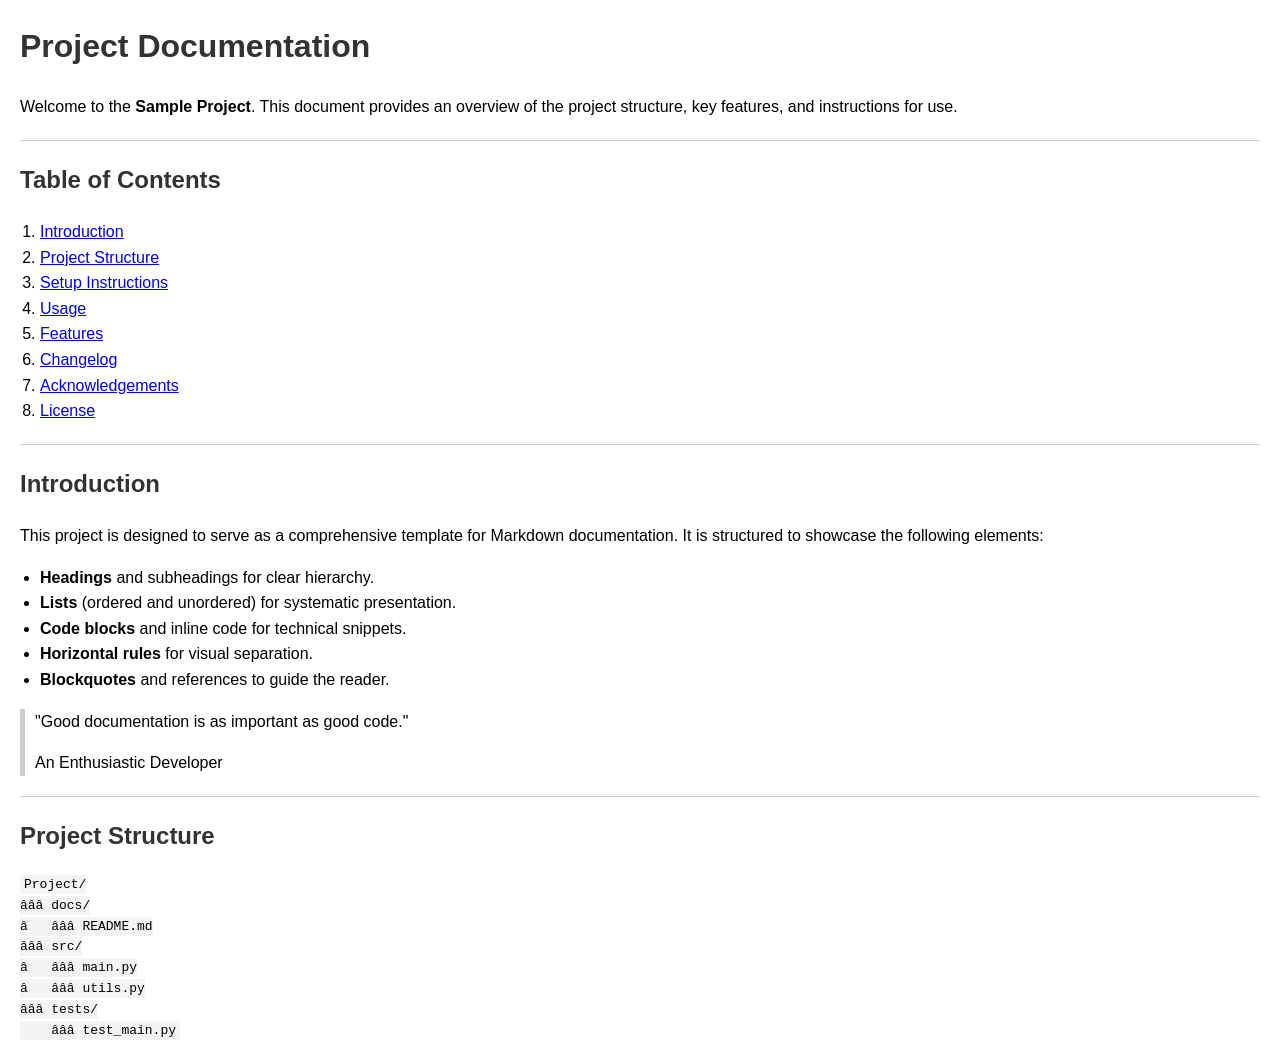 Project Documentation
Welcome to the Sample Project. This document provides an overview of the project structure, key features, and instructions for use.
Table of Contents
1. Introduction
2. Project Structure
3. Setup Instructions
4. Usage
5. Features
6. Changelog
7. Acknowledgements
8. License
Introduction
This project is designed to serve as a comprehensive template for Markdown documentation. It is structured to showcase the following elements:
• Headings and subheadings for clear hierarchy.
• Lists (ordered and unordered) for systematic presentation.
• Code blocks and inline code for technical snippets.
• Horizontal rules for visual separation.
• Blockquotes and references to guide the reader.
"Good documentation is as important as good code."
An Enthusiastic Developer
Project Structure
Project/
âââ docs/
â   âââ README.md
âââ src/
â   âââ main.py
â   âââ utils.py
âââ tests/
    âââ test_main.py